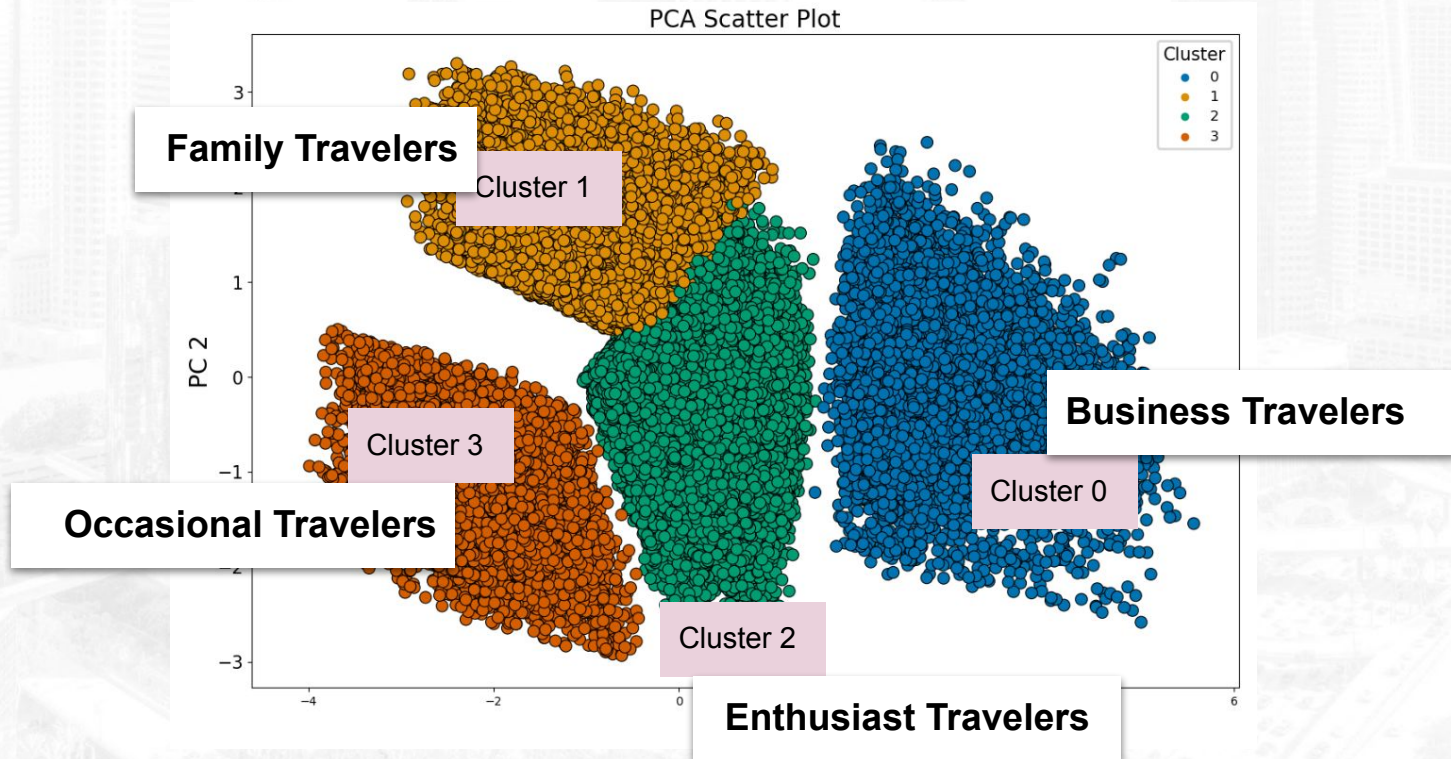 PCA Scatter Plot
Cluster
0
1
2
3
3
Family Travelers
2
Cluster 1
1
PC 2
0
Business Travelers
Cluster 3
−1
Cluster 0
Occasional Travelers
−2
Cluster 2
−3
−4
−2
0
6
Enthusiast Travelers